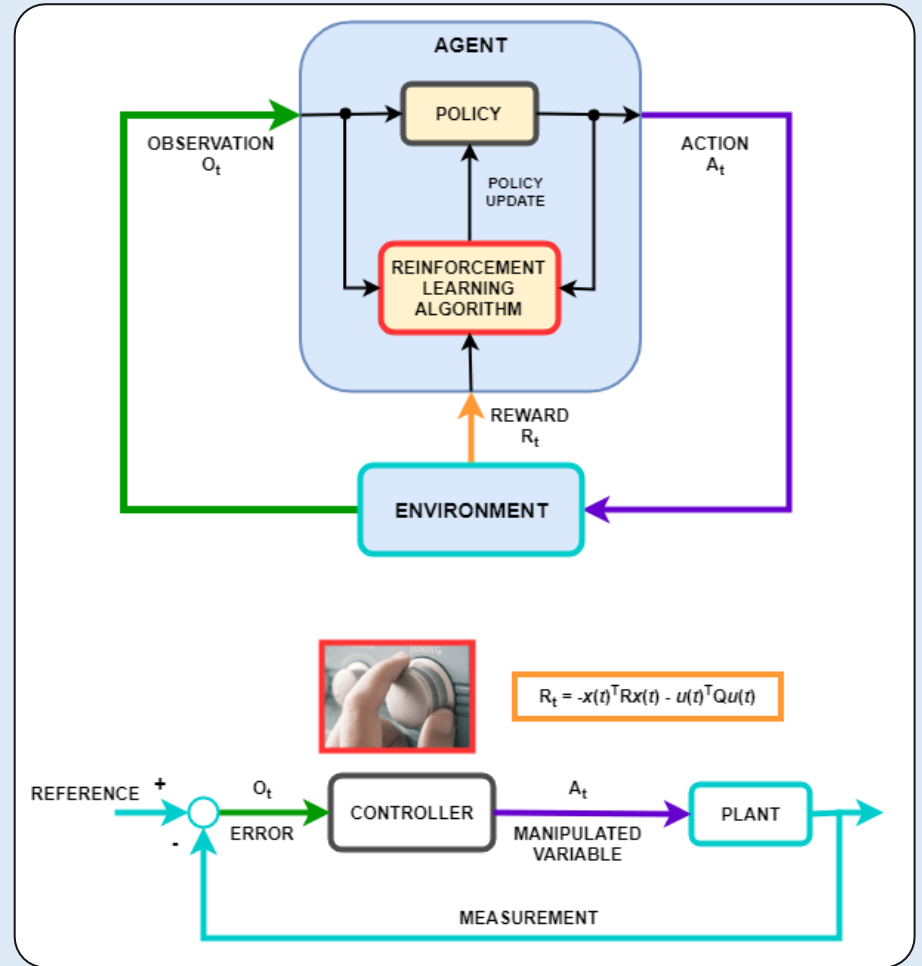 AGENT
POLICY
OBSERVATION
Oₜ
ACTION
Aₜ
POLICY
UPDATE
REINFORCEMENT
LEARNING
ALGORITHM
REWARD
Rₜ
ENVIRONMENT
Rₜ = -x(t)ᵀRx(t) - u(t)ᵀQu(t)
REFERENCE
+
-
Oₜ
ERROR
CONTROLLER
Aₜ
MANIPULATED
VARIABLE
PLANT
MEASUREMENT